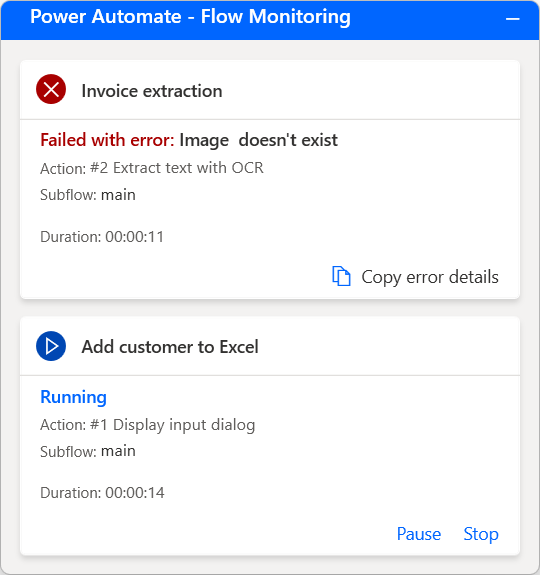 Power Automate - Flow Monitoring
Invoice extraction
Failed with error: Image  doesn't exist
Action: #2 Extract text with OCR
Subflow: main
Duration: 00:00:11
Copy error details
Add customer to Excel
Running
Action: #1 Display input dialog
Subflow: main
Duration: 00:00:14
Pause Stop